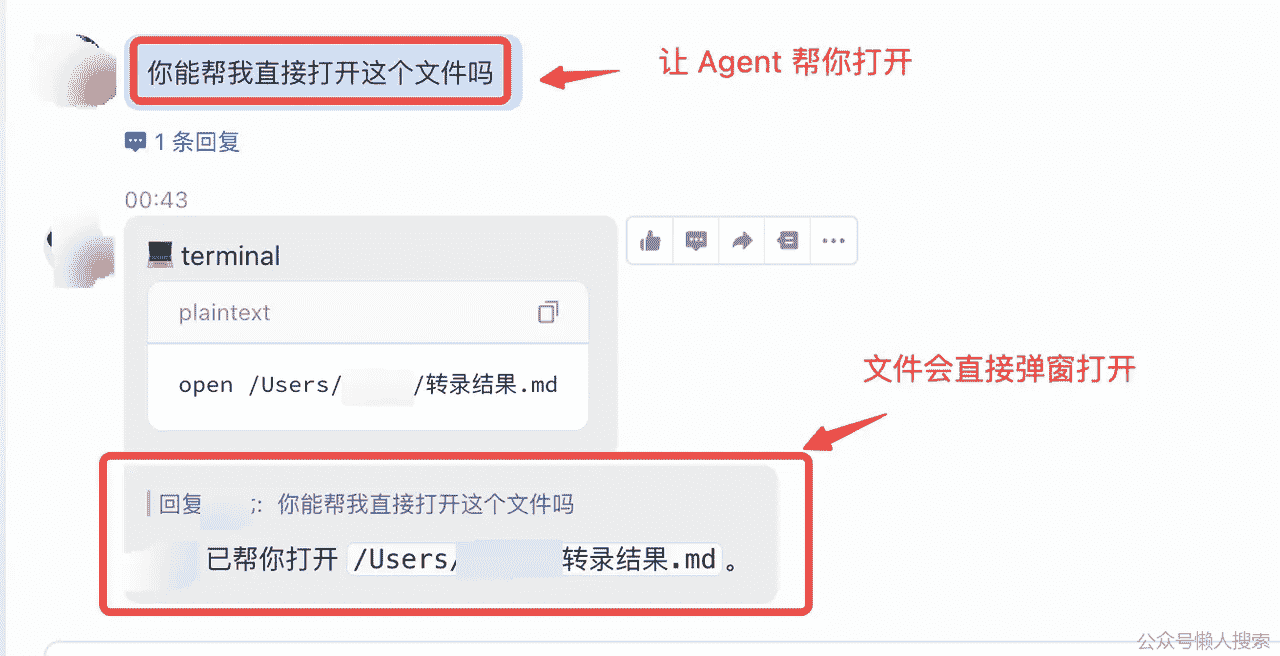 你能帮我直接打开这个文件吗
让 Agent 帮你打开
1 条回复
00:43
terminal
plaintext
open /Users/ /转录结果.md
文件会直接弹窗打开
回复 : 你能帮我直接打开这个文件吗
已帮你打开 /Users/ 转录结果.md 。
公众号懒人搜索